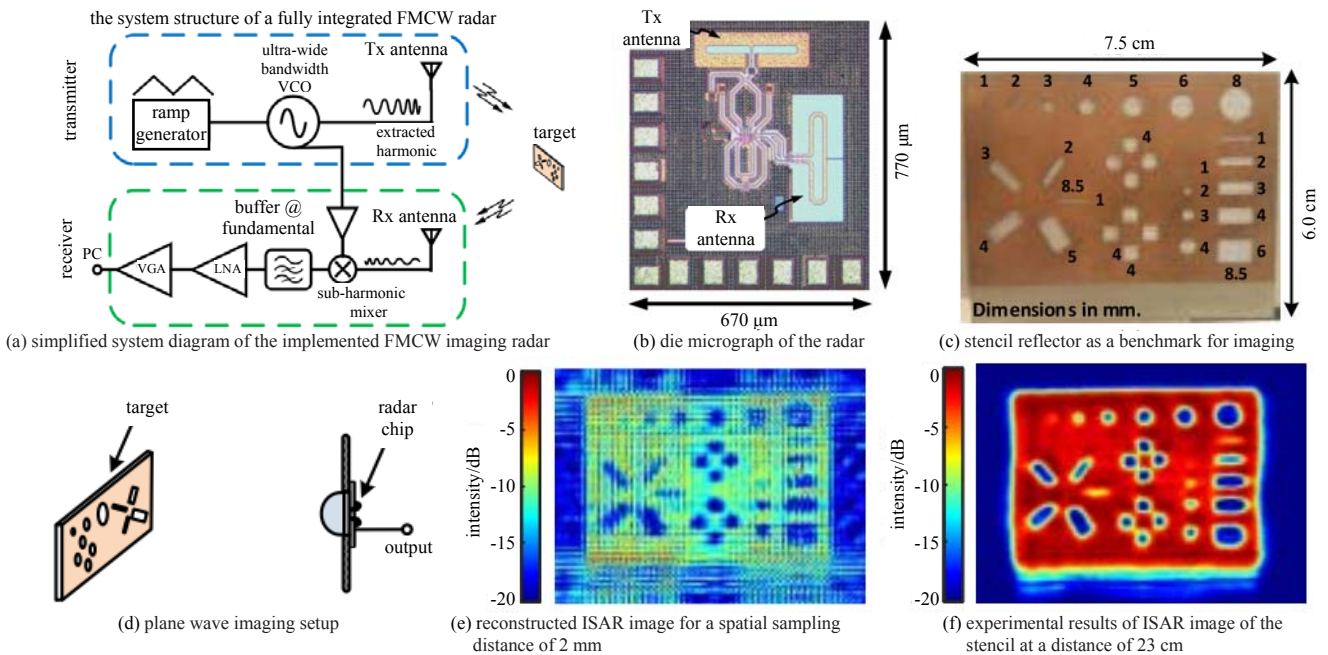 the system structure of a fully integrated FMCW radar
transmitter
ramp
generator
ultra-wide
bandwidth
VCO
Tx antenna
extracted
harmonic
target
receiver
PC
VGA
LNA
buffer @
fundamental
Rx antenna
sub-harmonic
mixer
(a) simplified system diagram of the implemented FMCW imaging radar
Tx
antenna
Rx
antenna
770 μm
670 μm
(b) die micrograph of the radar
7.5 cm
6.0 cm
1 2 3 4 5 6 8
1
2
3
4
6
8.5
3 2
8.5
1
4 5
4
1
2
3
4
4
4
Dimensions in mm.
(c) stencil reflector as a benchmark for imaging
target
radar
chip
output
(d) plane wave imaging setup
intensity/dB
0
-5
-10
-15
-20
(e) reconstructed ISAR image for a spatial sampling
distance of 2 mm
intensity/dB
0
-5
-10
-15
-20
(f) experimental results of ISAR image of the
stencil at a distance of 23 cm